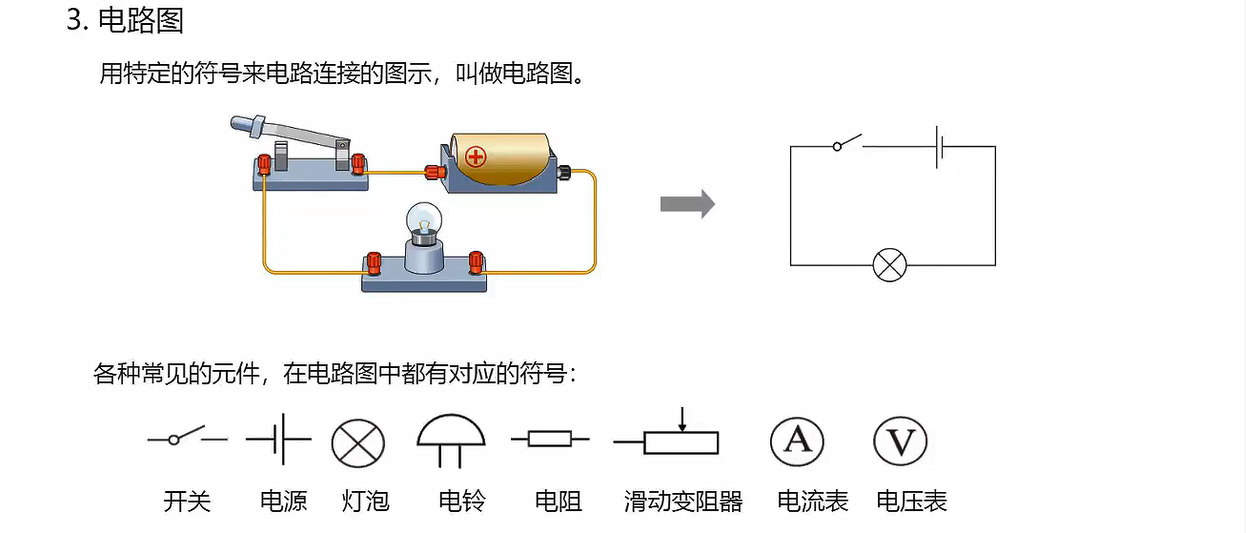 3. 电路图
用特定的符号来电路连接的图示，叫做电路图。
各种常见的元件，在电路图中都有对应的符号：
A V
开关 电源 灯泡 电铃 电阻 滑动变阻器 电流表 电压表